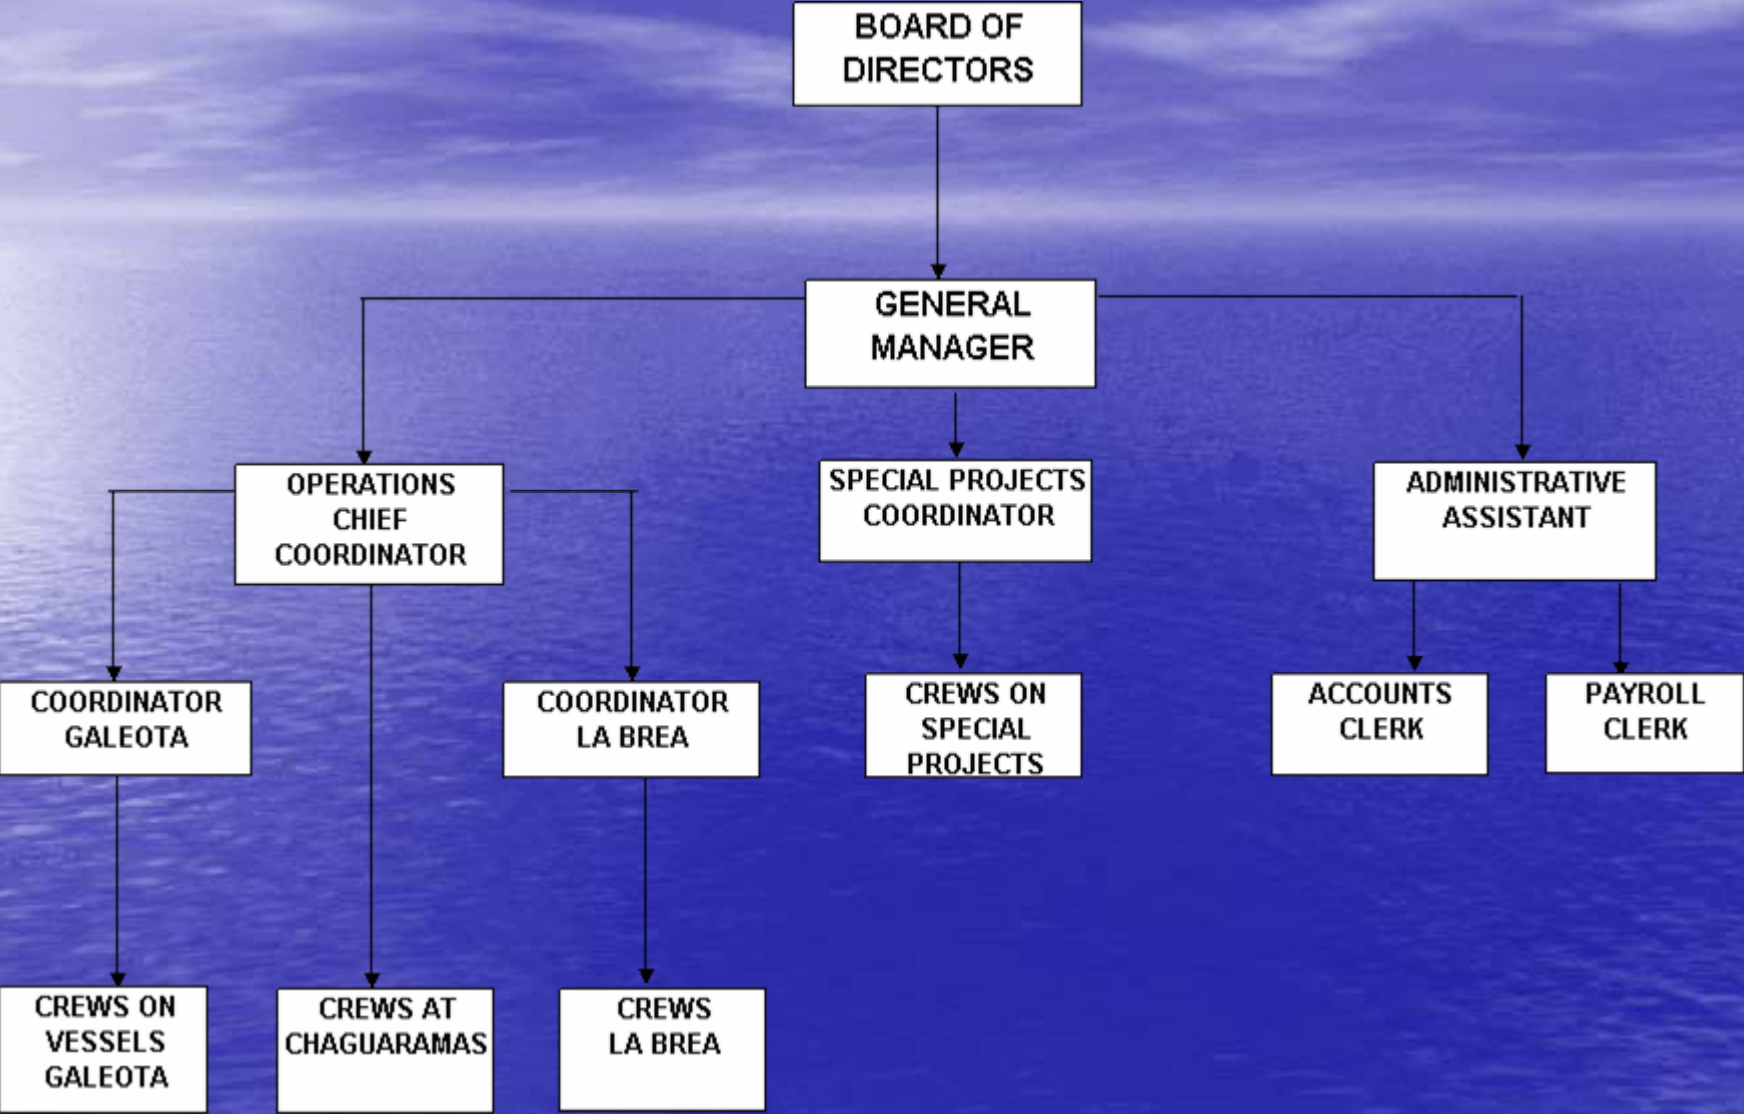 BOARD OF
DIRECTORS
GENERAL
MANAGER
OPERATIONS
CHIEF
COORDINATOR
SPECIAL PROJECTS
COORDINATOR
ADMINISTRATIVE
ASSISTANT
COORDINATOR
GALEOTA
COORDINATOR
LA BREA
CREWS ON
SPECIAL
PROJECTS
ACCOUNTS
CLERK
PAYROLL
CLERK
CREWS ON
VESSELS
GALEOTA
CREWS AT
CHAGUARAMAS
CREWS
LA BREA